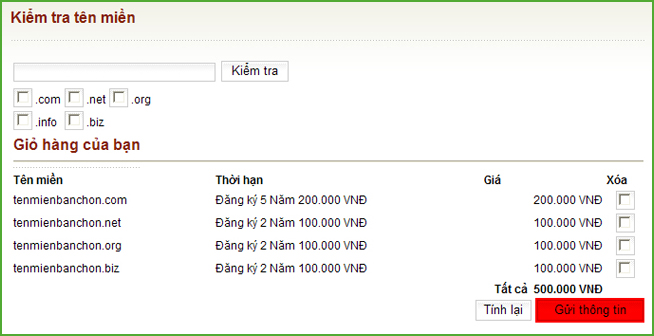 Kiểm tra tên miền
Kiểm tra
.com .net .org
.info .biz
Giỏ hàng của bạn
Tên miền Thời hạn Giá Xóa
tenmienbanchon.com Đăng ký 5 Năm 200.000 VNĐ 200.000 VNĐ
tenmienbanchon.net Đăng ký 2 Năm 100.000 VNĐ 100.000 VNĐ
tenmienbanchon.org Đăng ký 2 Năm 100.000 VNĐ 100.000 VNĐ
tenmienbanchon.biz Đăng ký 2 Năm 100.000 VNĐ 100.000 VNĐ
Tất cả 500.000 VNĐ
Tính lại Gửi thông tin